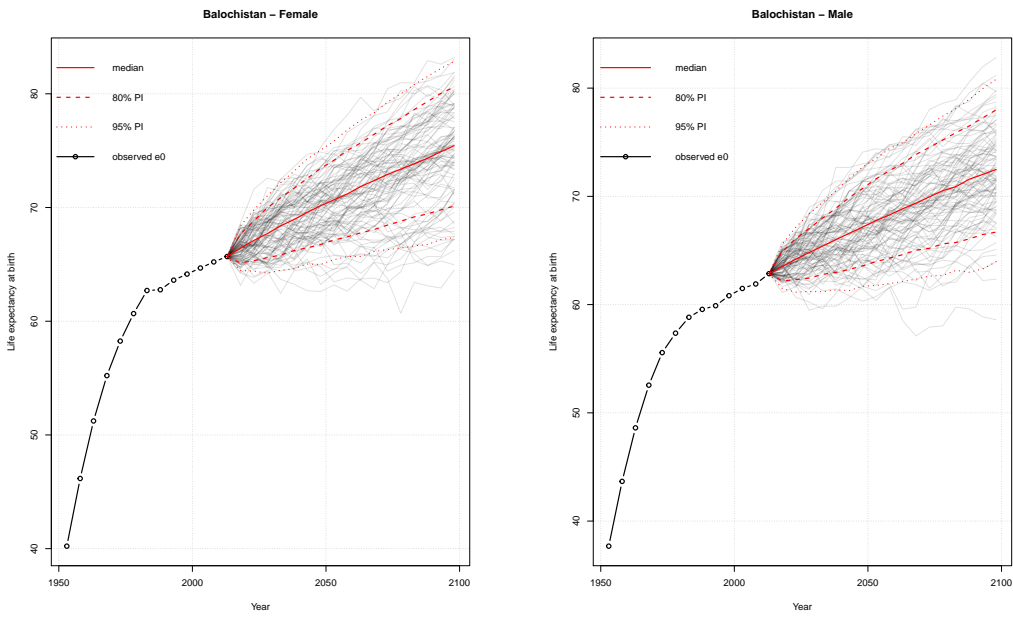 Balochistan – Female
median
80% PI
95% PI
observed e0
Life expectancy at birth
40
50
60
70
80
1950
2000
2050
2100
Year
Balochistan – Male
median
80% PI
95% PI
observed e0
Life expectancy at birth
40
50
60
70
80
1950
2000
2050
2100
Year